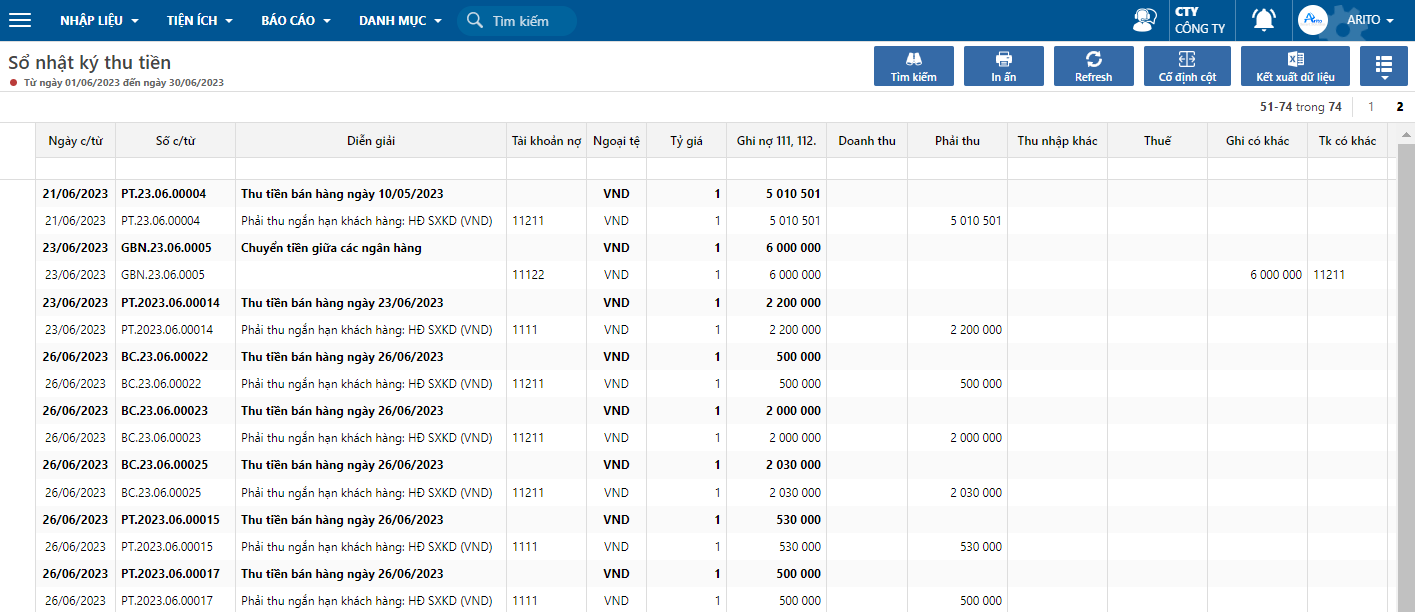 NHẬP LIỆU TIỆN ÍCH BÁO CÁO DANH MỤC Tìm kiếm CTY CÔNG TY Arito ARITO
Sổ nhật ký thu tiền
Từ ngày 01/06/2023 đến ngày 30/06/2023
Tìm kiếm In ấn Refresh Cố định cột Kết xuất dữ liệu
51-74 trong 74 1 2
Ngày c/từ Số c/từ Diễn giải Tài khoản nợ Ngoại tệ Tỷ giá Ghi nợ 111, 112. Doanh thu Phải thu Thu nhập khác Thuế Ghi có khác Tk có khác
21/06/2023 PT.23.06.00004 Thu tiền bán hàng ngày 10/05/2023 VND 1 5 010 501
21/06/2023 PT.23.06.00004 Phải thu ngắn hạn khách hàng: HĐ SXKD (VND) 11211 VND 1 5 010 501 5 010 501
23/06/2023 GBN.23.06.0005 Chuyển tiền giữa các ngân hàng VND 1 6 000 000
23/06/2023 GBN.23.06.0005 11122 VND 1 6 000 000 6 000 000 11211
23/06/2023 PT.2023.06.00014 Thu tiền bán hàng ngày 23/06/2023 VND 1 2 200 000
23/06/2023 PT.2023.06.00014 Phải thu ngắn hạn khách hàng: HĐ SXKD (VND) 1111 VND 1 2 200 000 2 200 000
26/06/2023 BC.23.06.00022 Thu tiền bán hàng ngày 26/06/2023 VND 1 500 000
26/06/2023 BC.23.06.00022 Phải thu ngắn hạn khách hàng: HĐ SXKD (VND) 11211 VND 1 500 000 500 000
26/06/2023 BC.23.06.00023 Thu tiền bán hàng ngày 26/06/2023 VND 1 2 000 000
26/06/2023 BC.23.06.00023 Phải thu ngắn hạn khách hàng: HĐ SXKD (VND) 11211 VND 1 2 000 000 2 000 000
26/06/2023 BC.23.06.00025 Thu tiền bán hàng ngày 26/06/2023 VND 1 2 030 000
26/06/2023 BC.23.06.00025 Phải thu ngắn hạn khách hàng: HĐ SXKD (VND) 11211 VND 1 2 030 000 2 030 000
26/06/2023 PT.2023.06.00015 Thu tiền bán hàng ngày 26/06/2023 VND 1 530 000
26/06/2023 PT.2023.06.00015 Phải thu ngắn hạn khách hàng: HĐ SXKD (VND) 1111 VND 1 530 000 530 000
26/06/2023 PT.2023.06.00017 Thu tiền bán hàng ngày 26/06/2023 VND 1 500 000
26/06/2023 PT.2023.06.00017 Phải thu ngắn hạn khách hàng: HĐ SXKD (VND) 1111 VND 1 500 000 500 000